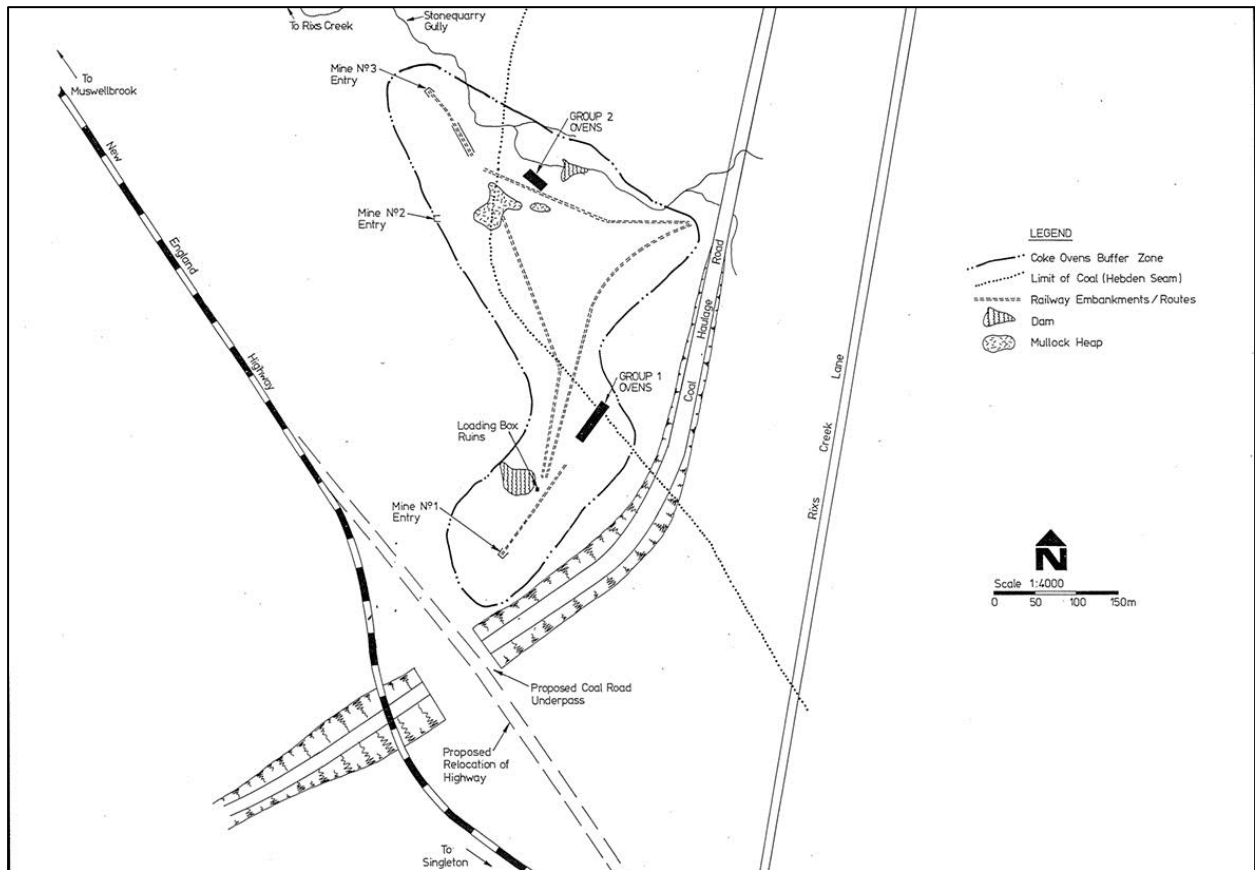 To Rixs Creek
Stonequarry
Gully
To
Muswellbrook
Mine Nº3
Entry
GROUP 2
OVENS
New
England
Highway
Mine Nº2
Entry
Road
Haulage
Coal
Lane
Creek
Rixs
LEGEND
Coke Ovens Buffer Zone
Limit of Coal (Hebden Seam)
Railway Embankments/Routes
Dam
Mullock Heap
GROUP 1
OVENS
Loading Box
Ruins
Mine Nº1
Entry
N
Scale 1:4000
0 50 100 150m
Proposed Coal Road
Underpass
Proposed
Relocation of
Highway
To
Singleton